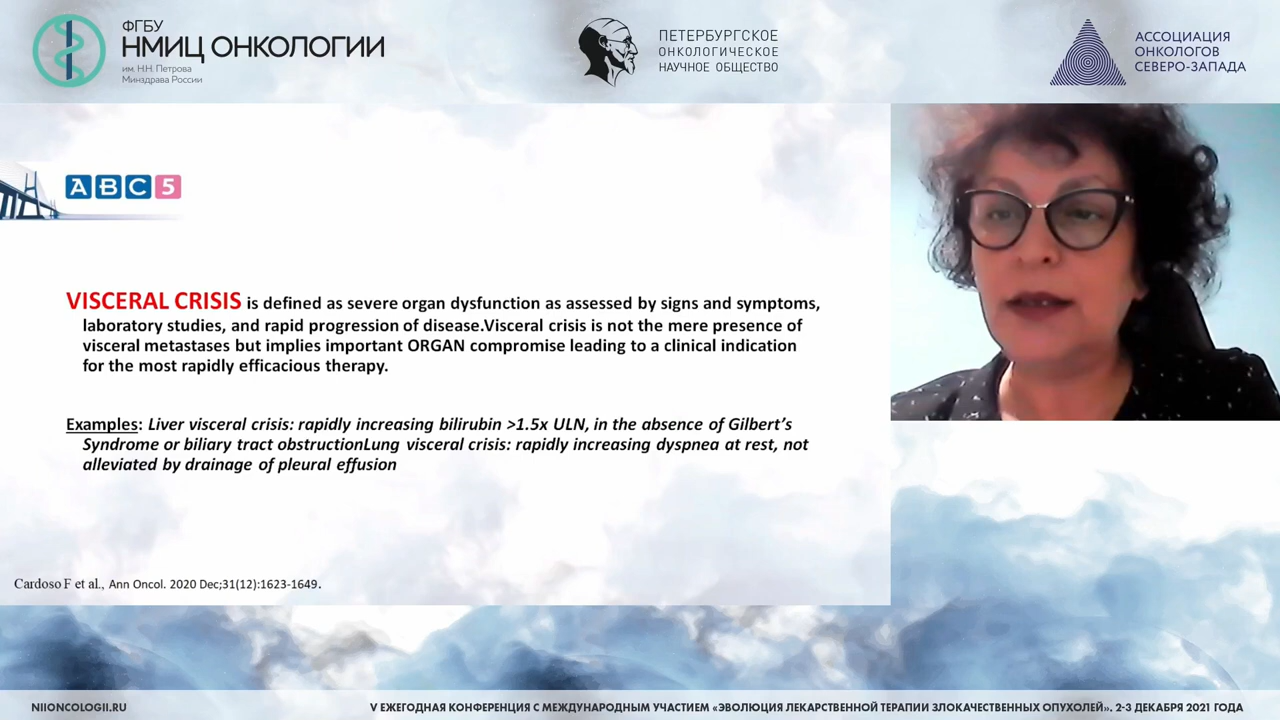 ФГБУ
НМИЦ ОНКОЛОГИИ
им. Н.Н. Петрова
Минздрава России
ПЕТЕРБУРГСКОЕ
ОНКОЛОГИЧЕСКОЕ
НАУЧНОЕ ОБЩЕСТВО
АССОЦИАЦИЯ
ОНКОЛОГОВ
СЕВЕРО-ЗАПАДА
ABC5
VISCERAL CRISIS is defined as severe organ dysfunction as assessed by signs and symptoms,
laboratory studies, and rapid progression of disease.Visceral crisis is not the mere presence of
visceral metastases but implies important ORGAN compromise leading to a clinical indication
for the most rapidly efficacious therapy.
Examples: Liver visceral crisis: rapidly increasing bilirubin >1.5x ULN, in the absence of Gilbert’s
Syndrome or biliary tract obstructionLung visceral crisis: rapidly increasing dyspnea at rest, not
alleviated by drainage of pleural effusion
Cardoso F et al., Ann Oncol. 2020 Dec;31(12):1623-1649.
NIIONCOLOGII.RU
V ЕЖЕГОДНАЯ КОНФЕРЕНЦИЯ С МЕЖДУНАРОДНЫМ УЧАСТИЕМ «ЭВОЛЮЦИЯ ЛЕКАРСТВЕННОЙ ТЕРАПИИ ЗЛОКАЧЕСТВЕННЫХ ОПУХОЛЕЙ». 2-3 ДЕКАБРЯ 2021 ГОДА